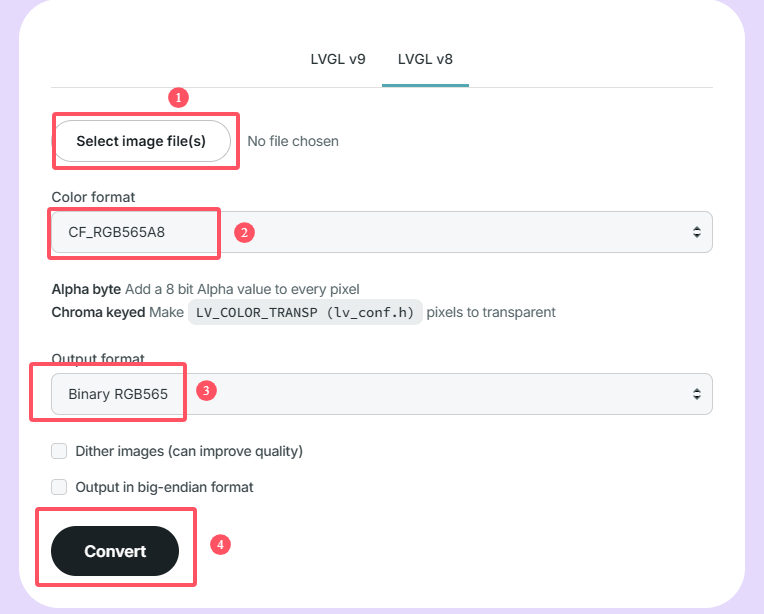 LVGL v9 LVGL v8
1
Select image file(s) No file chosen
Color format
CF_RGB565A8 2
Alpha byte Add a 8 bit Alpha value to every pixel
Chroma keyed Make LV_COLOR_TRANSP (lv_conf.h) pixels to transparent
Output format
Binary RGB565 3
Dither images (can improve quality)
Output in big-endian format
Convert 4